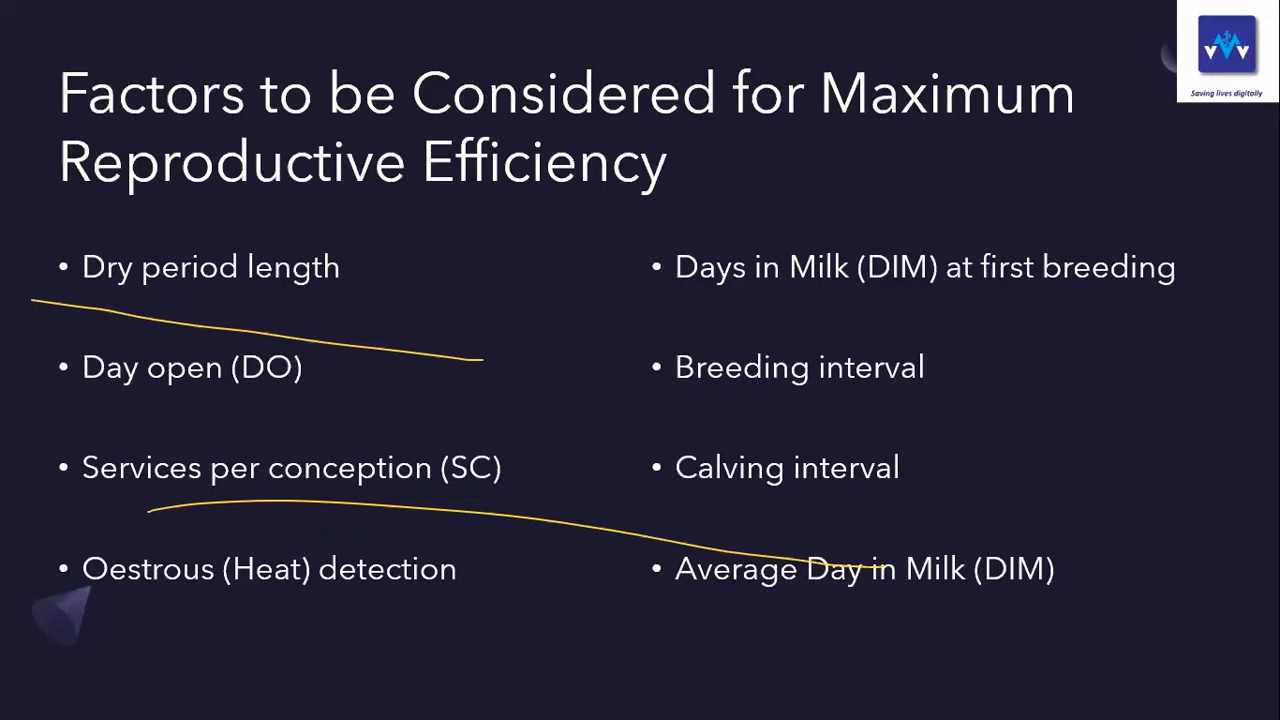 Factors to be Considered for Maximum
Reproductive Efficiency
• Dry period length
• Day open (DO)
• Services per conception (SC)
• Oestrous (Heat) detection
• Days in Milk (DIM) at first breeding
• Breeding interval
• Calving interval
• Average Day in Milk (DIM)
Saving lives digitally